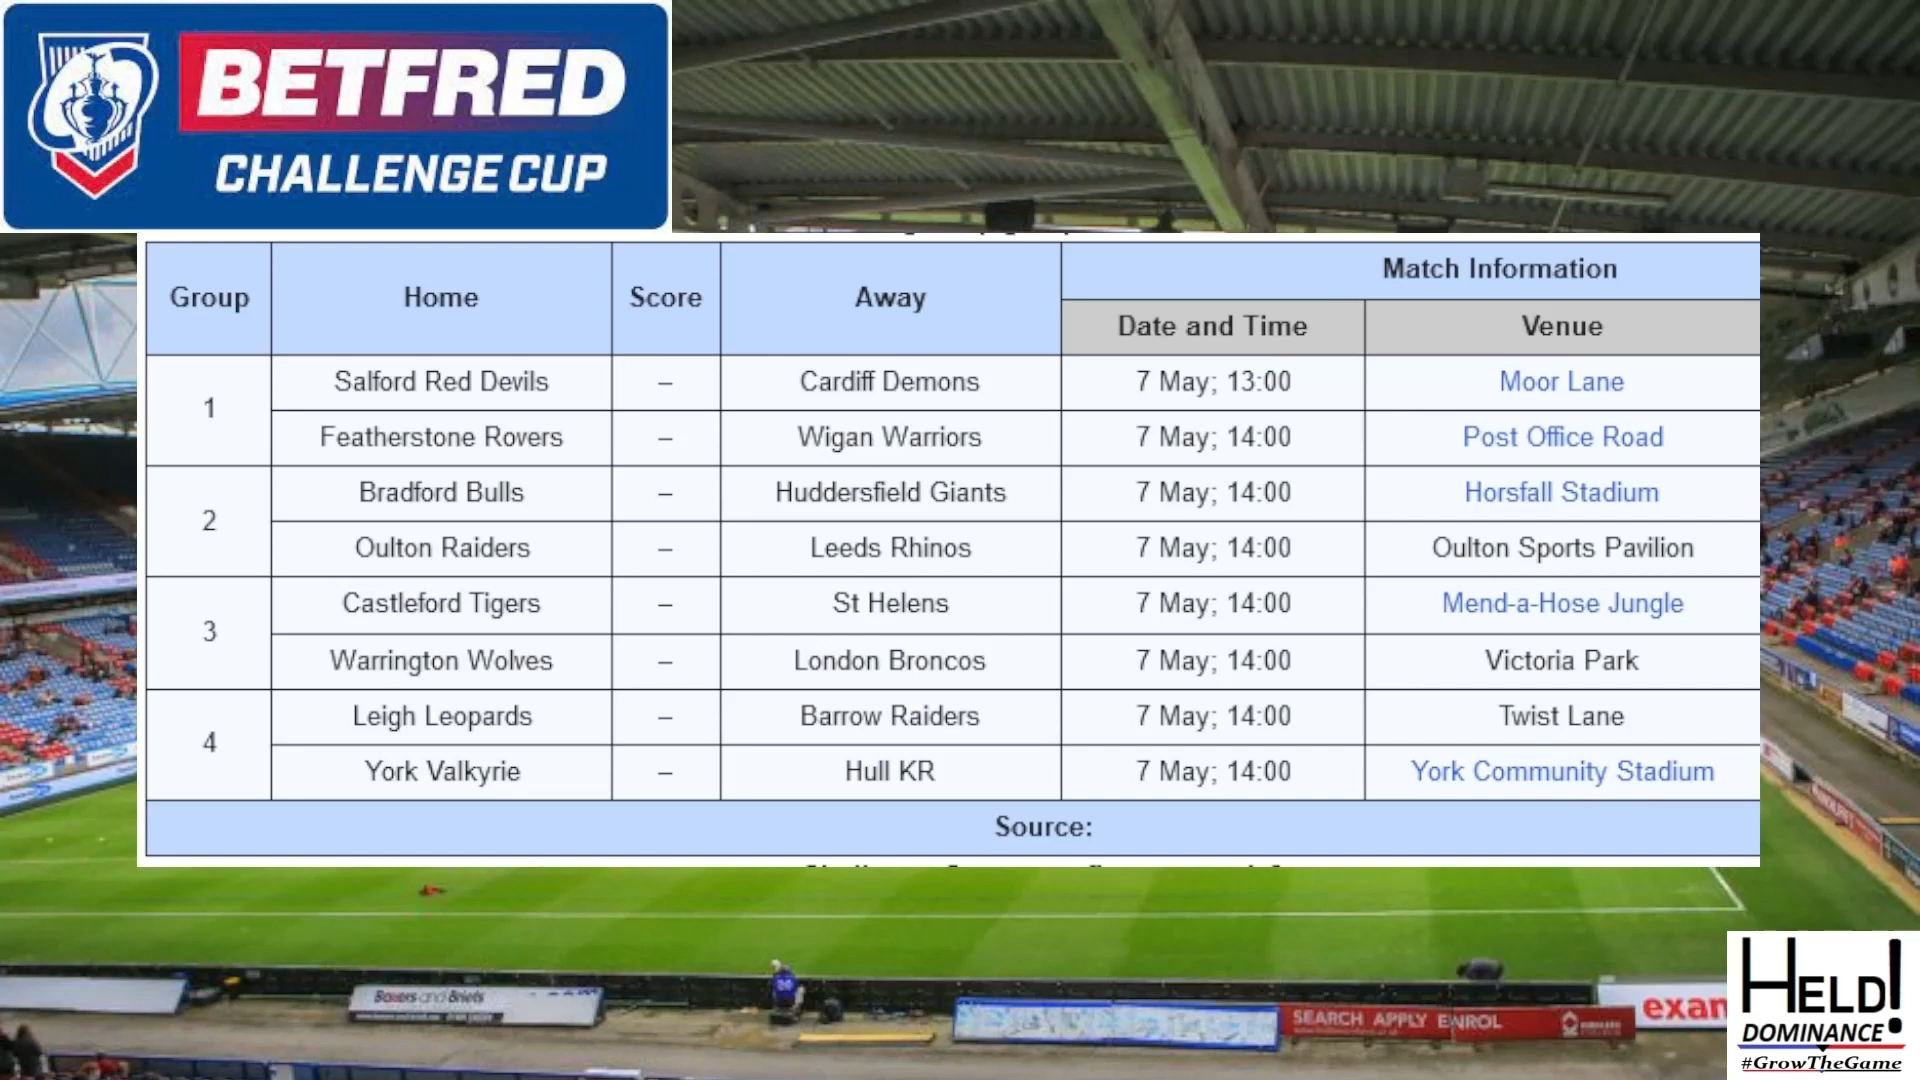 BETFRED
CHALLENGE CUP
Group Home Score Away Match Information
Date and Time Venue
1 Salford Red Devils – Cardiff Demons 7 May; 13:00 Moor Lane
Featherstone Rovers – Wigan Warriors 7 May; 14:00 Post Office Road
2 Bradford Bulls – Huddersfield Giants 7 May; 14:00 Horsfall Stadium
Oulton Raiders – Leeds Rhinos 7 May; 14:00 Oulton Sports Pavilion
3 Castleford Tigers – St Helens 7 May; 14:00 Mend-a-Hose Jungle
Warrington Wolves – London Broncos 7 May; 14:00 Victoria Park
4 Leigh Leopards – Barrow Raiders 7 May; 14:00 Twist Lane
York Valkyrie – Hull KR 7 May; 14:00 York Community Stadium
Source:
Boxers and Briefs
SEARCH APPLY ENROL
exam
HELD!
DOMINANCE
#GrowTheGame